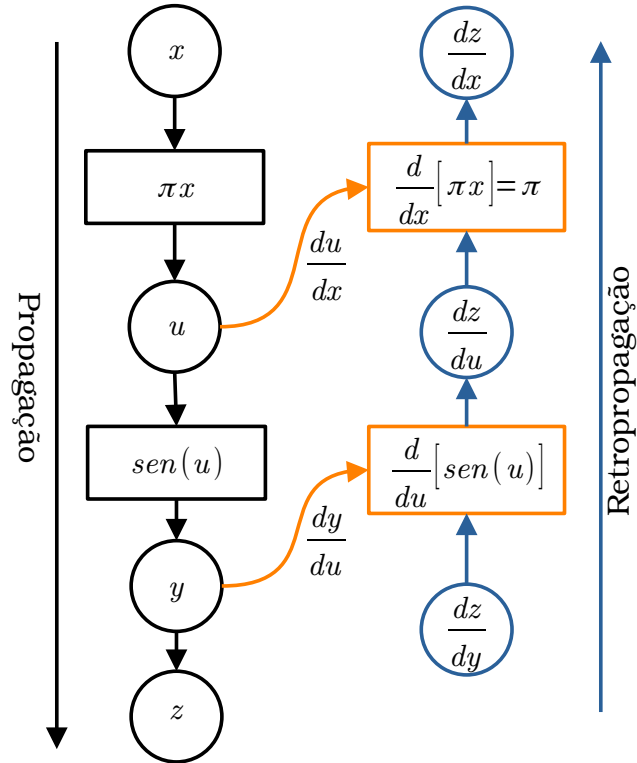 Propagação
x
πx
u
sen(u)
y
z
du/dx
dy/du
dz/dx
d/dx[πx]=π
dz/du
d/du[sen(u)]
dz/dy
Retropropagação